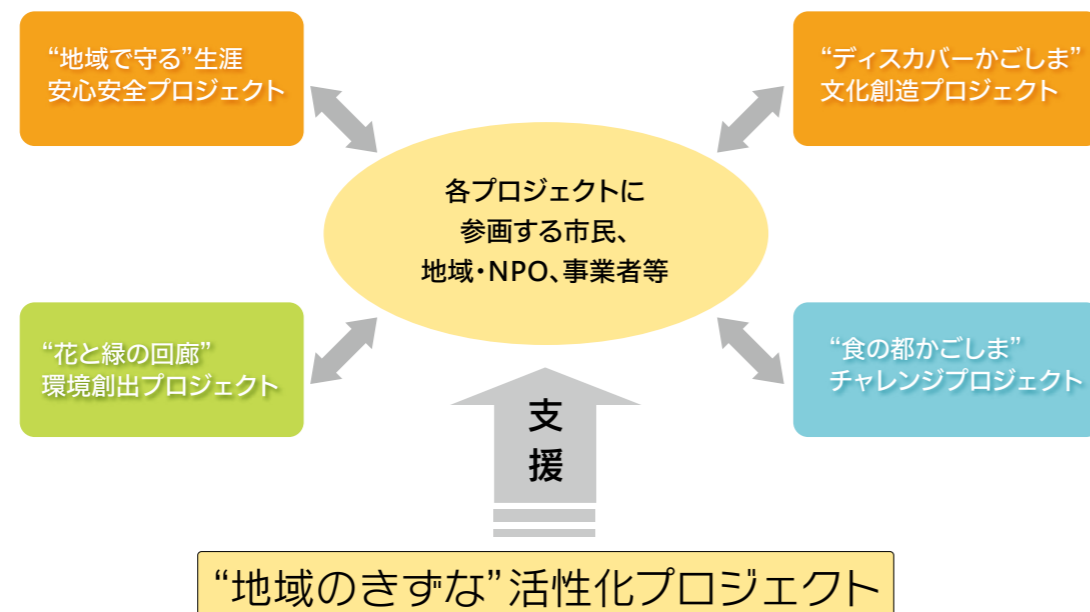 “地域で守る”生涯
安心安全プロジェクト
“ディスカバーかごしま”
文化創造プロジェクト
各プロジェクトに
参画する市民、
地域・NPO、事業者等
“花と緑の回廊”
環境創出プロジェクト
“食の都かごしま”
チャレンジプロジェクト
支
援
“地域のきずな”活性化プロジェクト